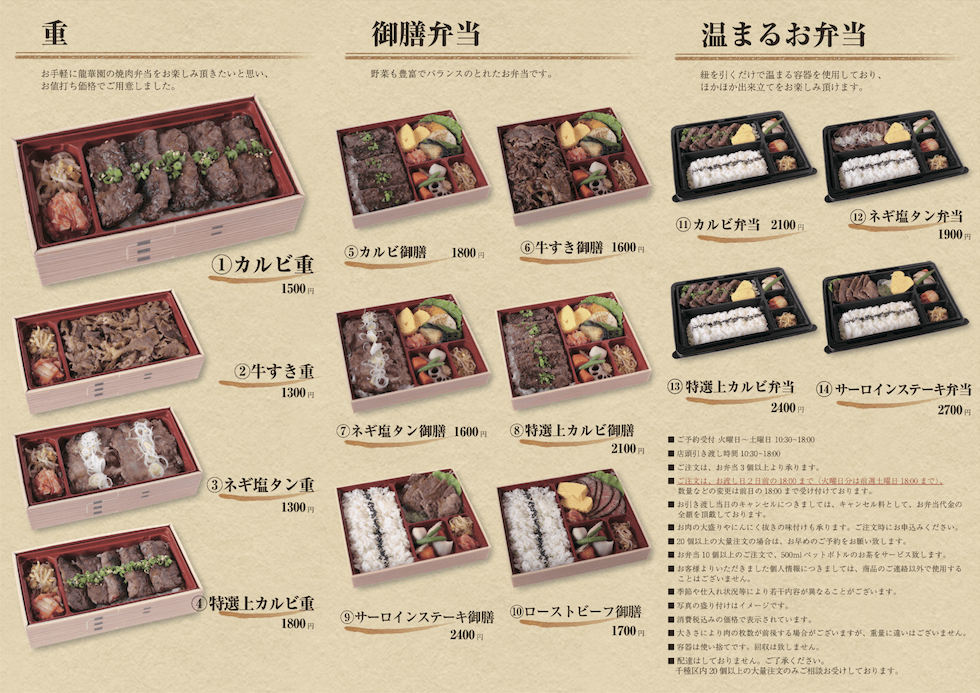 重
お手軽に龍華園の焼肉弁当をお楽しみ頂きたいと思い、
お値打ち価格でご用意しました。
①カルビ重
1500円
②牛すき重
1300円
③ネギ塩タン重
1300円
④特選上カルビ重
1800円
御膳弁当
野菜も豊富でバランスのとれたお弁当です。
⑤カルビ御膳 1800円
⑥牛すき御膳 1600円
⑦ネギ塩タン御膳 1600円
⑧特選上カルビ御膳
2100円
⑨サーロインステーキ御膳
2400円
⑩ローストビーフ御膳
1700円
温まるお弁当
紐を引くだけで温まる容器を使用しており、
ほかほか出来立てをお楽しみ頂けます。
⑪カルビ弁当 2100円
⑫ネギ塩タン弁当
1900円
⑬特選上カルビ弁当
2400円
⑭サーロインステーキ弁当
2700円
■ご予約受付 火曜日～土曜日 10:30~18:00
■店頭引き渡し時間 10:30~18:00
■ご注文は、お弁当3個以上より承ります。
■ご注文は、お渡し日2日前の18:00まで（火曜日分は前週土曜日18:00まで）。
数量などの変更は前日の18:00まで受け付けております。
■お引き渡し当日のキャンセルにつきましては、キャンセル料として、お弁当代金の
全額を頂戴しております。
■お肉の大盛りやにんにく抜きの味付けも承ります。ご注文時にお申込みください。
■20個以上の大量注文の場合は、お早めのご予約をお願い致します。
■お弁当10個以上のご注文で、500mlペットボトルのお茶をサービス致します。
■お客様よりいただきました個人情報につきましては、商品のご連絡以外で使用する
ことはございません。
■季節や仕入れ状況等により若干内容が異なることがございます。
■写真の盛り付けはイメージです。
■消費税込みの価格で表示されています。
■大きさにより肉の枚数が前後する場合がございますが、重量に違いはございません。
■容器は使い捨てです。回収は致しません。
■配達はしておりません。ご了承ください。
千種区内20個以上の大量注文のみご相談お受けしております。